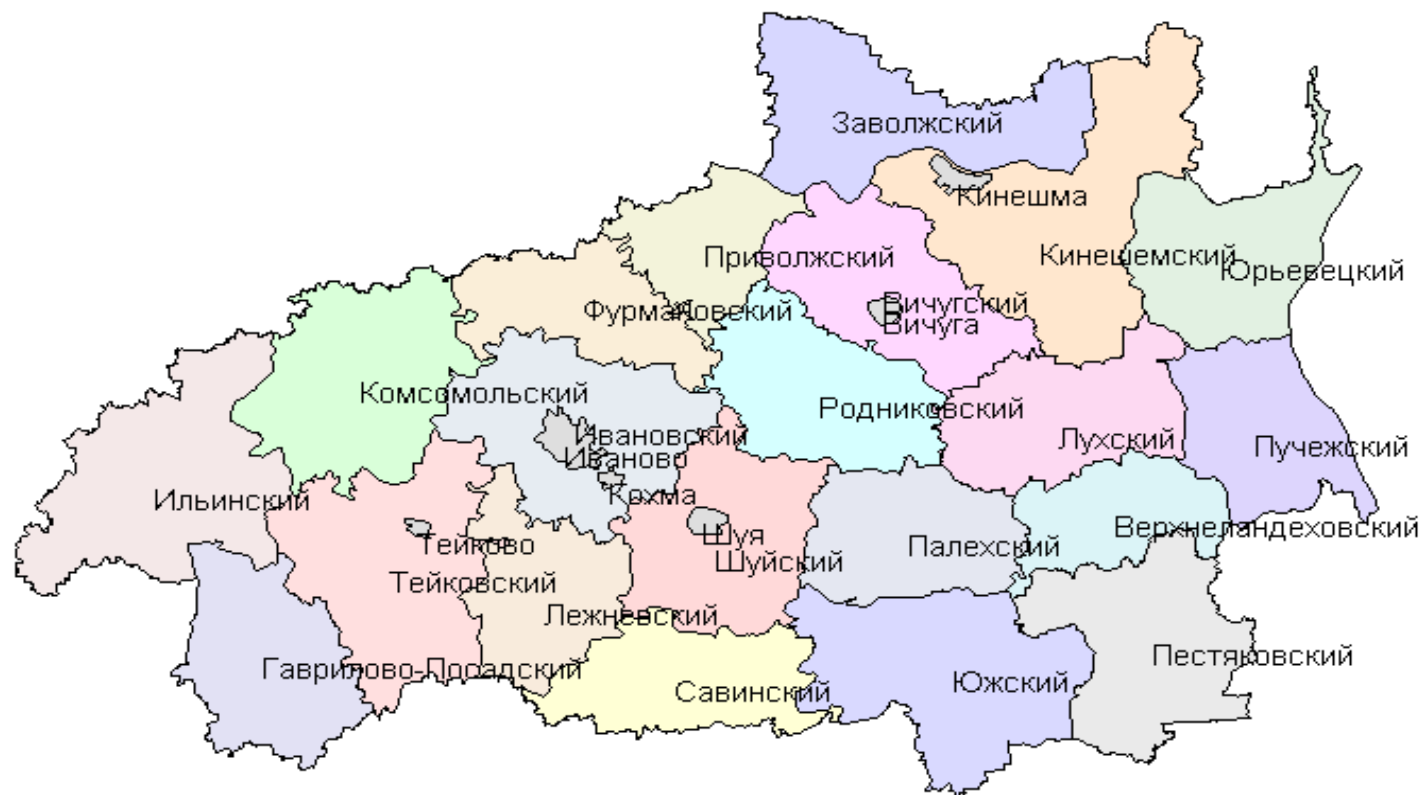 Заволжский
Кинешма
Приволжский
Кинешемский
Юрьевецкий
Фурмановский
Вичугский
Вичуга
Комсомольский
Родниковский
Ивановский
Лухский
Пучежский
Иваново
Ильинский
Кохма
Верхнеландеховский
Шуя
Тейково
Палехский
Шуйский
Тейковский
Лежневский
Пестяковский
Гаврилово-Посадский
Южский
Савинский